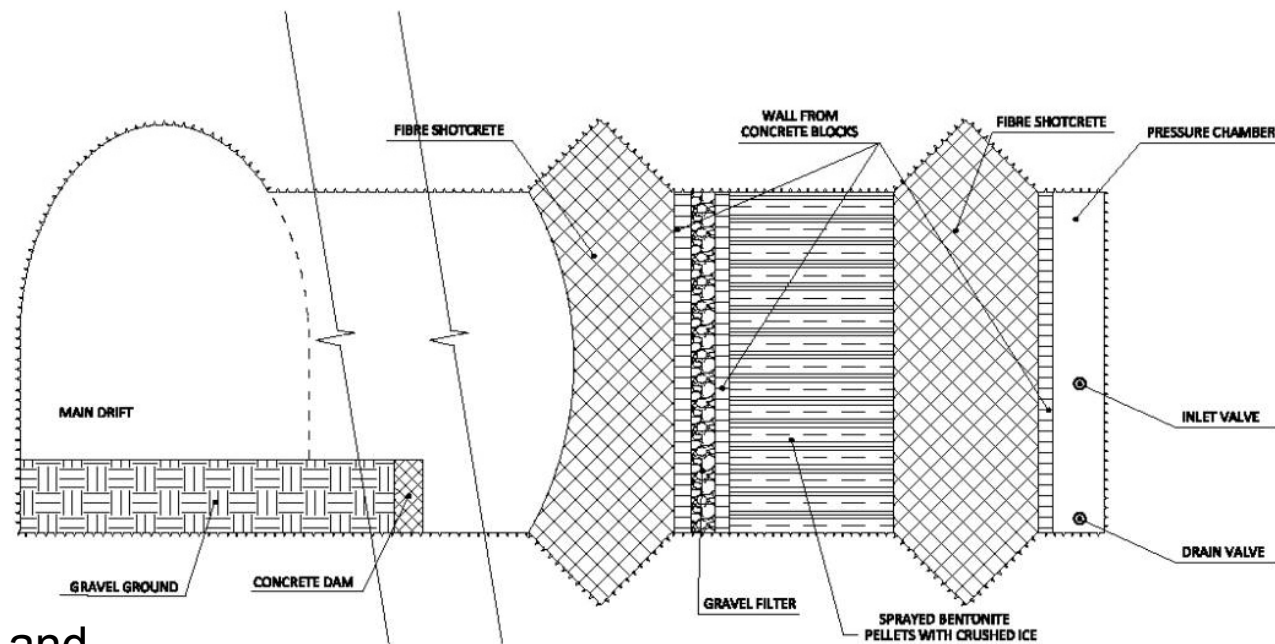 FIBRE SHOTCRETE
WALL FROM
CONCRETE BLOCKS
FIBRE SHOTCRETE
PRESSURE CHAMBER
MAIN DRIFT
INLET VALVE
GRAVEL GROUND
CONCRETE DAM
GRAVEL FILTER
SPRAYED BENTONITE
PELLETS WITH CRUSHED ICE
DRAIN VALVE
and